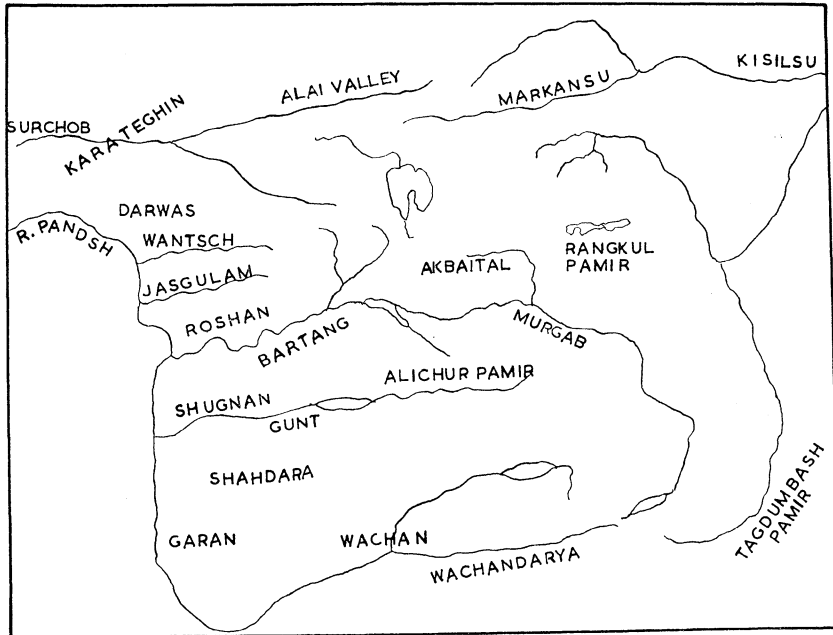 KISILSU
ALAI VALLEY
MARKANSU
SURCHOB
KARATEGHIN
DARWAS
R. PANDSH
WANTSCH
RANGKUL
PAMIR
AKBAITAL
JASGULAM
ROSHAN
BARTANG
MURGAB
ALICHUR PAMIR
SHUGNAN
GUNT
SHAHDARA
GARAN
WACHAN
WACHANDARYA
TAGDUMBASH
PAMIR